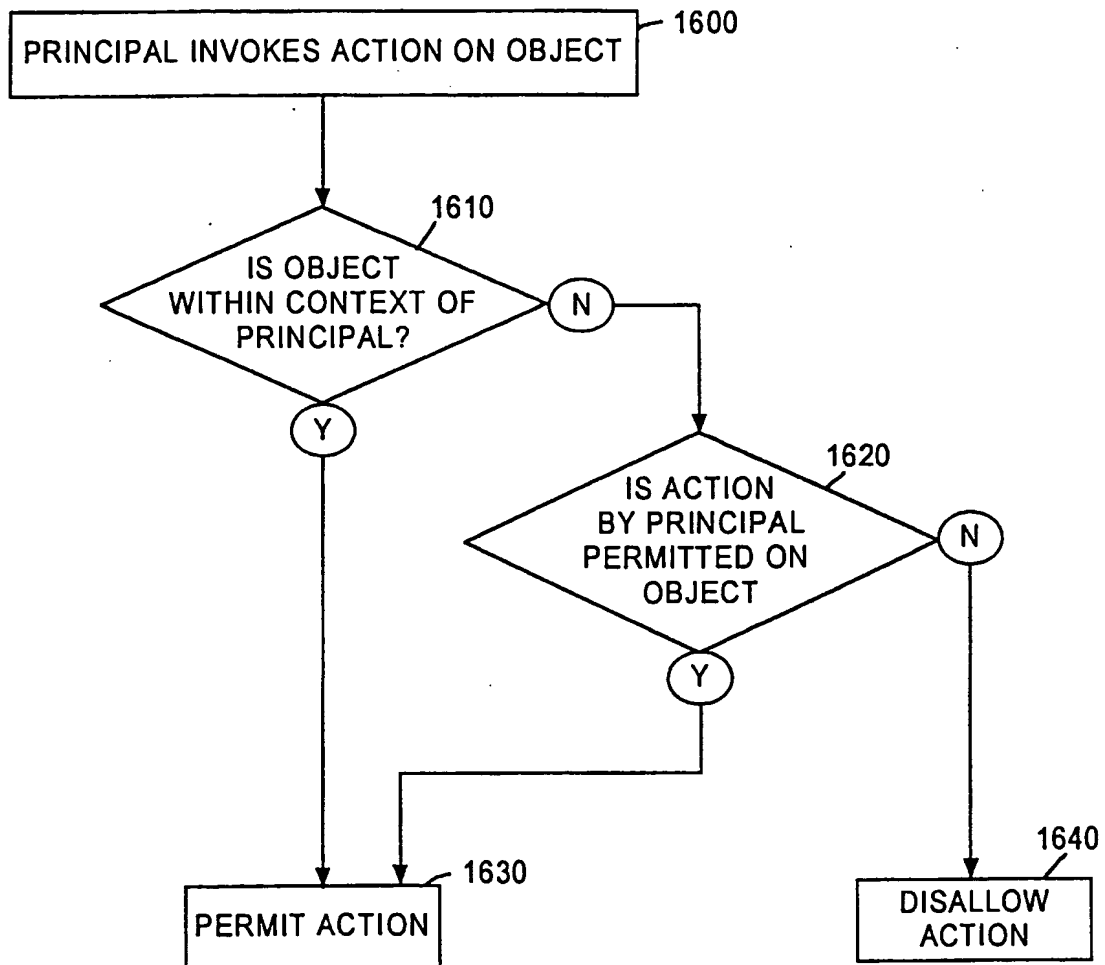 PRINCIPAL INVOKES ACTION ON OBJECT
1600
1610
IS OBJECT
WITHIN CONTEXT OF
PRINCIPAL?
N
Y
1620
IS ACTION
BY PRINCIPAL
PERMITTED ON
OBJECT
N
Y
1630
PERMIT ACTION
1640
DISALLOW
ACTION